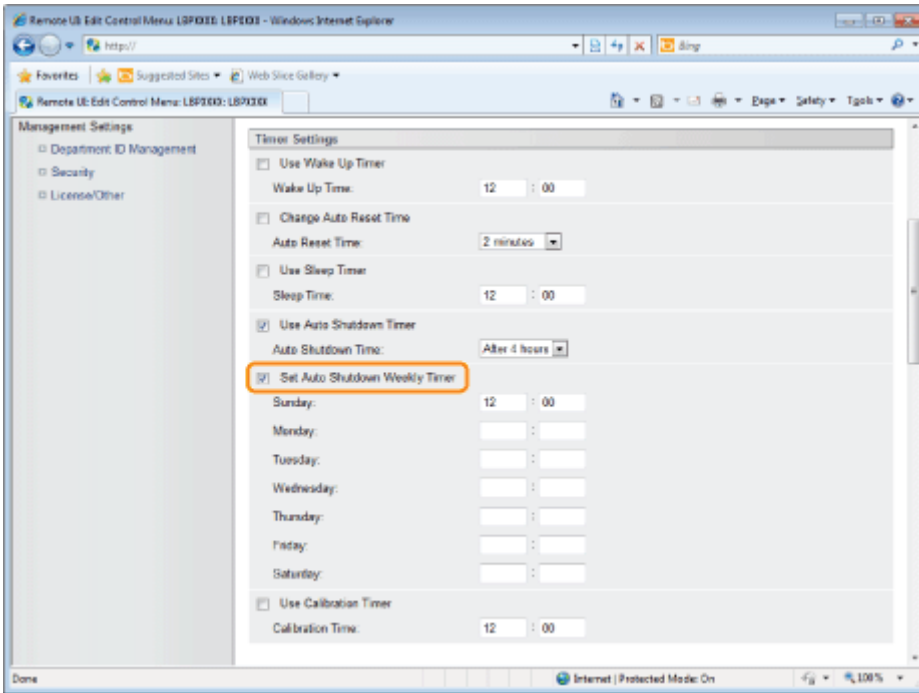 Remote UI: Edit Control Menu: LBPXXXX: LBPXXXX - Windows Internet Explorer
http://
Bing
Favorites Suggested Sites Web Slice Gallery
Remote UI: Edit Control Menu: LBPXXXX: LBPXXXX
Page Safety Tools
Management Settings
Department ID Management
Security
License/Other
Timer Settings
Use Wake Up Timer
Wake Up Time: 12 : 00
Change Auto Reset Time
Auto Reset Time: 2 minutes
Use Sleep Timer
Sleep Time: 12 : 00
Use Auto Shutdown Timer
Auto Shutdown Time: After 4 hours
Set Auto Shutdown Weekly Timer
Sunday: 12 : 00
Monday: :
Tuesday: :
Wednesday: :
Thursday: :
Friday: :
Saturday: :
Use Calibration Timer
Calibration Time: 12 : 00
Done Internet | Protected Mode: On 100%